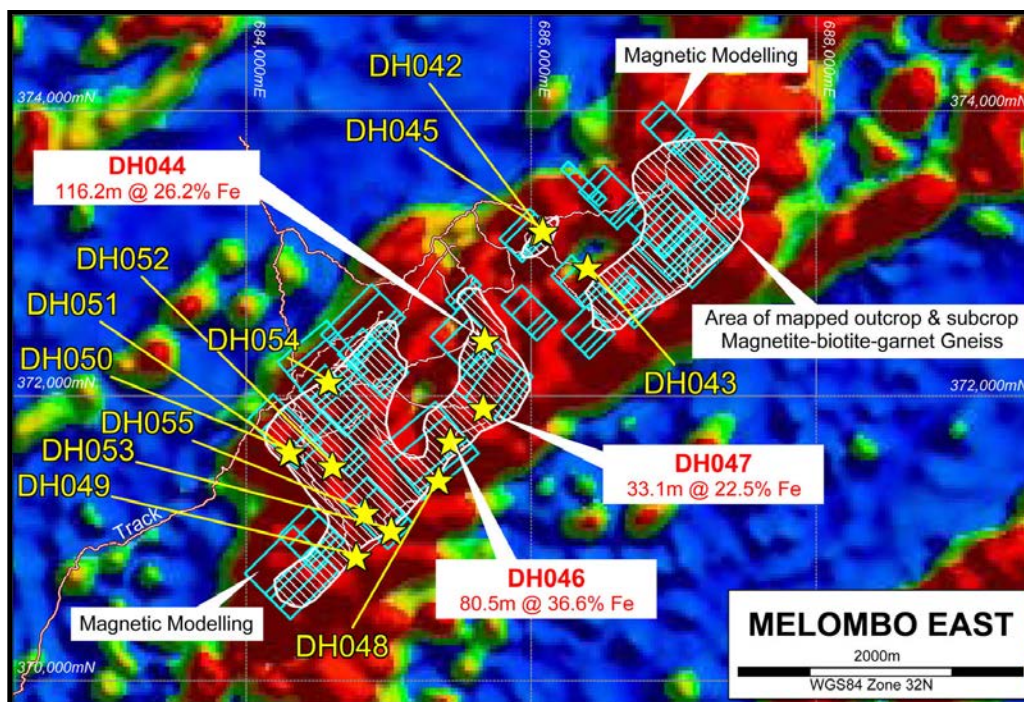 684,000mE
686,000mE
688,000mE
DH042
Magnetic Modelling
374,000mN
374,000mN
DH045
DH044
116.2m @ 26.2% Fe
DH052
DH051
DH054
DH050
Area of mapped outcrop & subcrop
Magnetite-biotite-garnet Gneiss
DH043
372,000mN
372,000mN
DH055
DH053
DH049
DH047
33.1m @ 22.5% Fe
Track
DH046
80.5m @ 36.6% Fe
Magnetic Modelling
DH048
370,000mN
MELOMBO EAST
2000m
WGS84 Zone 32N